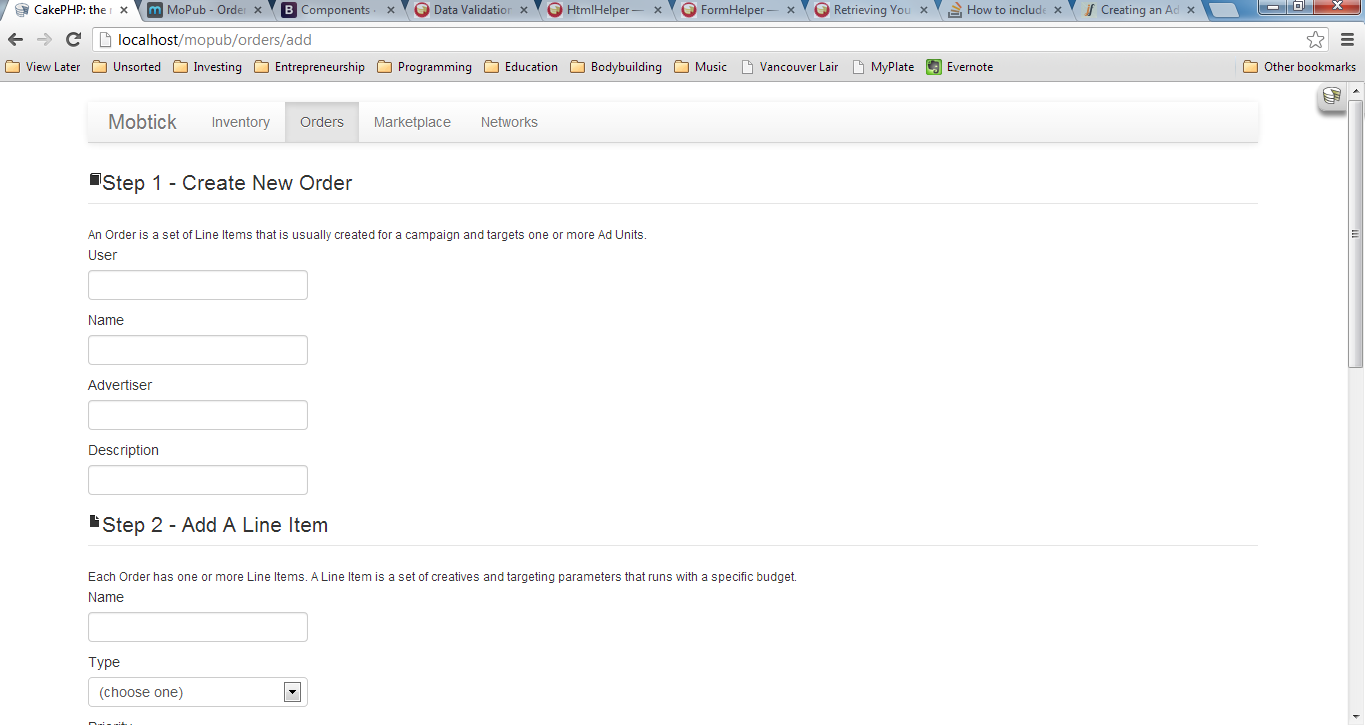 CakePHP: the r
MoPub - Order
Components -
Data Validation
HtmlHelper —
FormHelper —
Retrieving You
How to include
Creating an Ad
localhost/mopub/orders/add
View Later Unsorted Investing Entrepreneurship Programming Education Bodybuilding Music Vancouver Lair MyPlate Evernote Other bookmarks
Mobtick Inventory Orders Marketplace Networks
Step 1 - Create New Order
An Order is a set of Line Items that is usually created for a campaign and targets one or more Ad Units.
User
Name
Advertiser
Description
Step 2 - Add A Line Item
Each Order has one or more Line Items. A Line Item is a set of creatives and targeting parameters that runs with a specific budget.
Name
Type
(choose one)
Priority